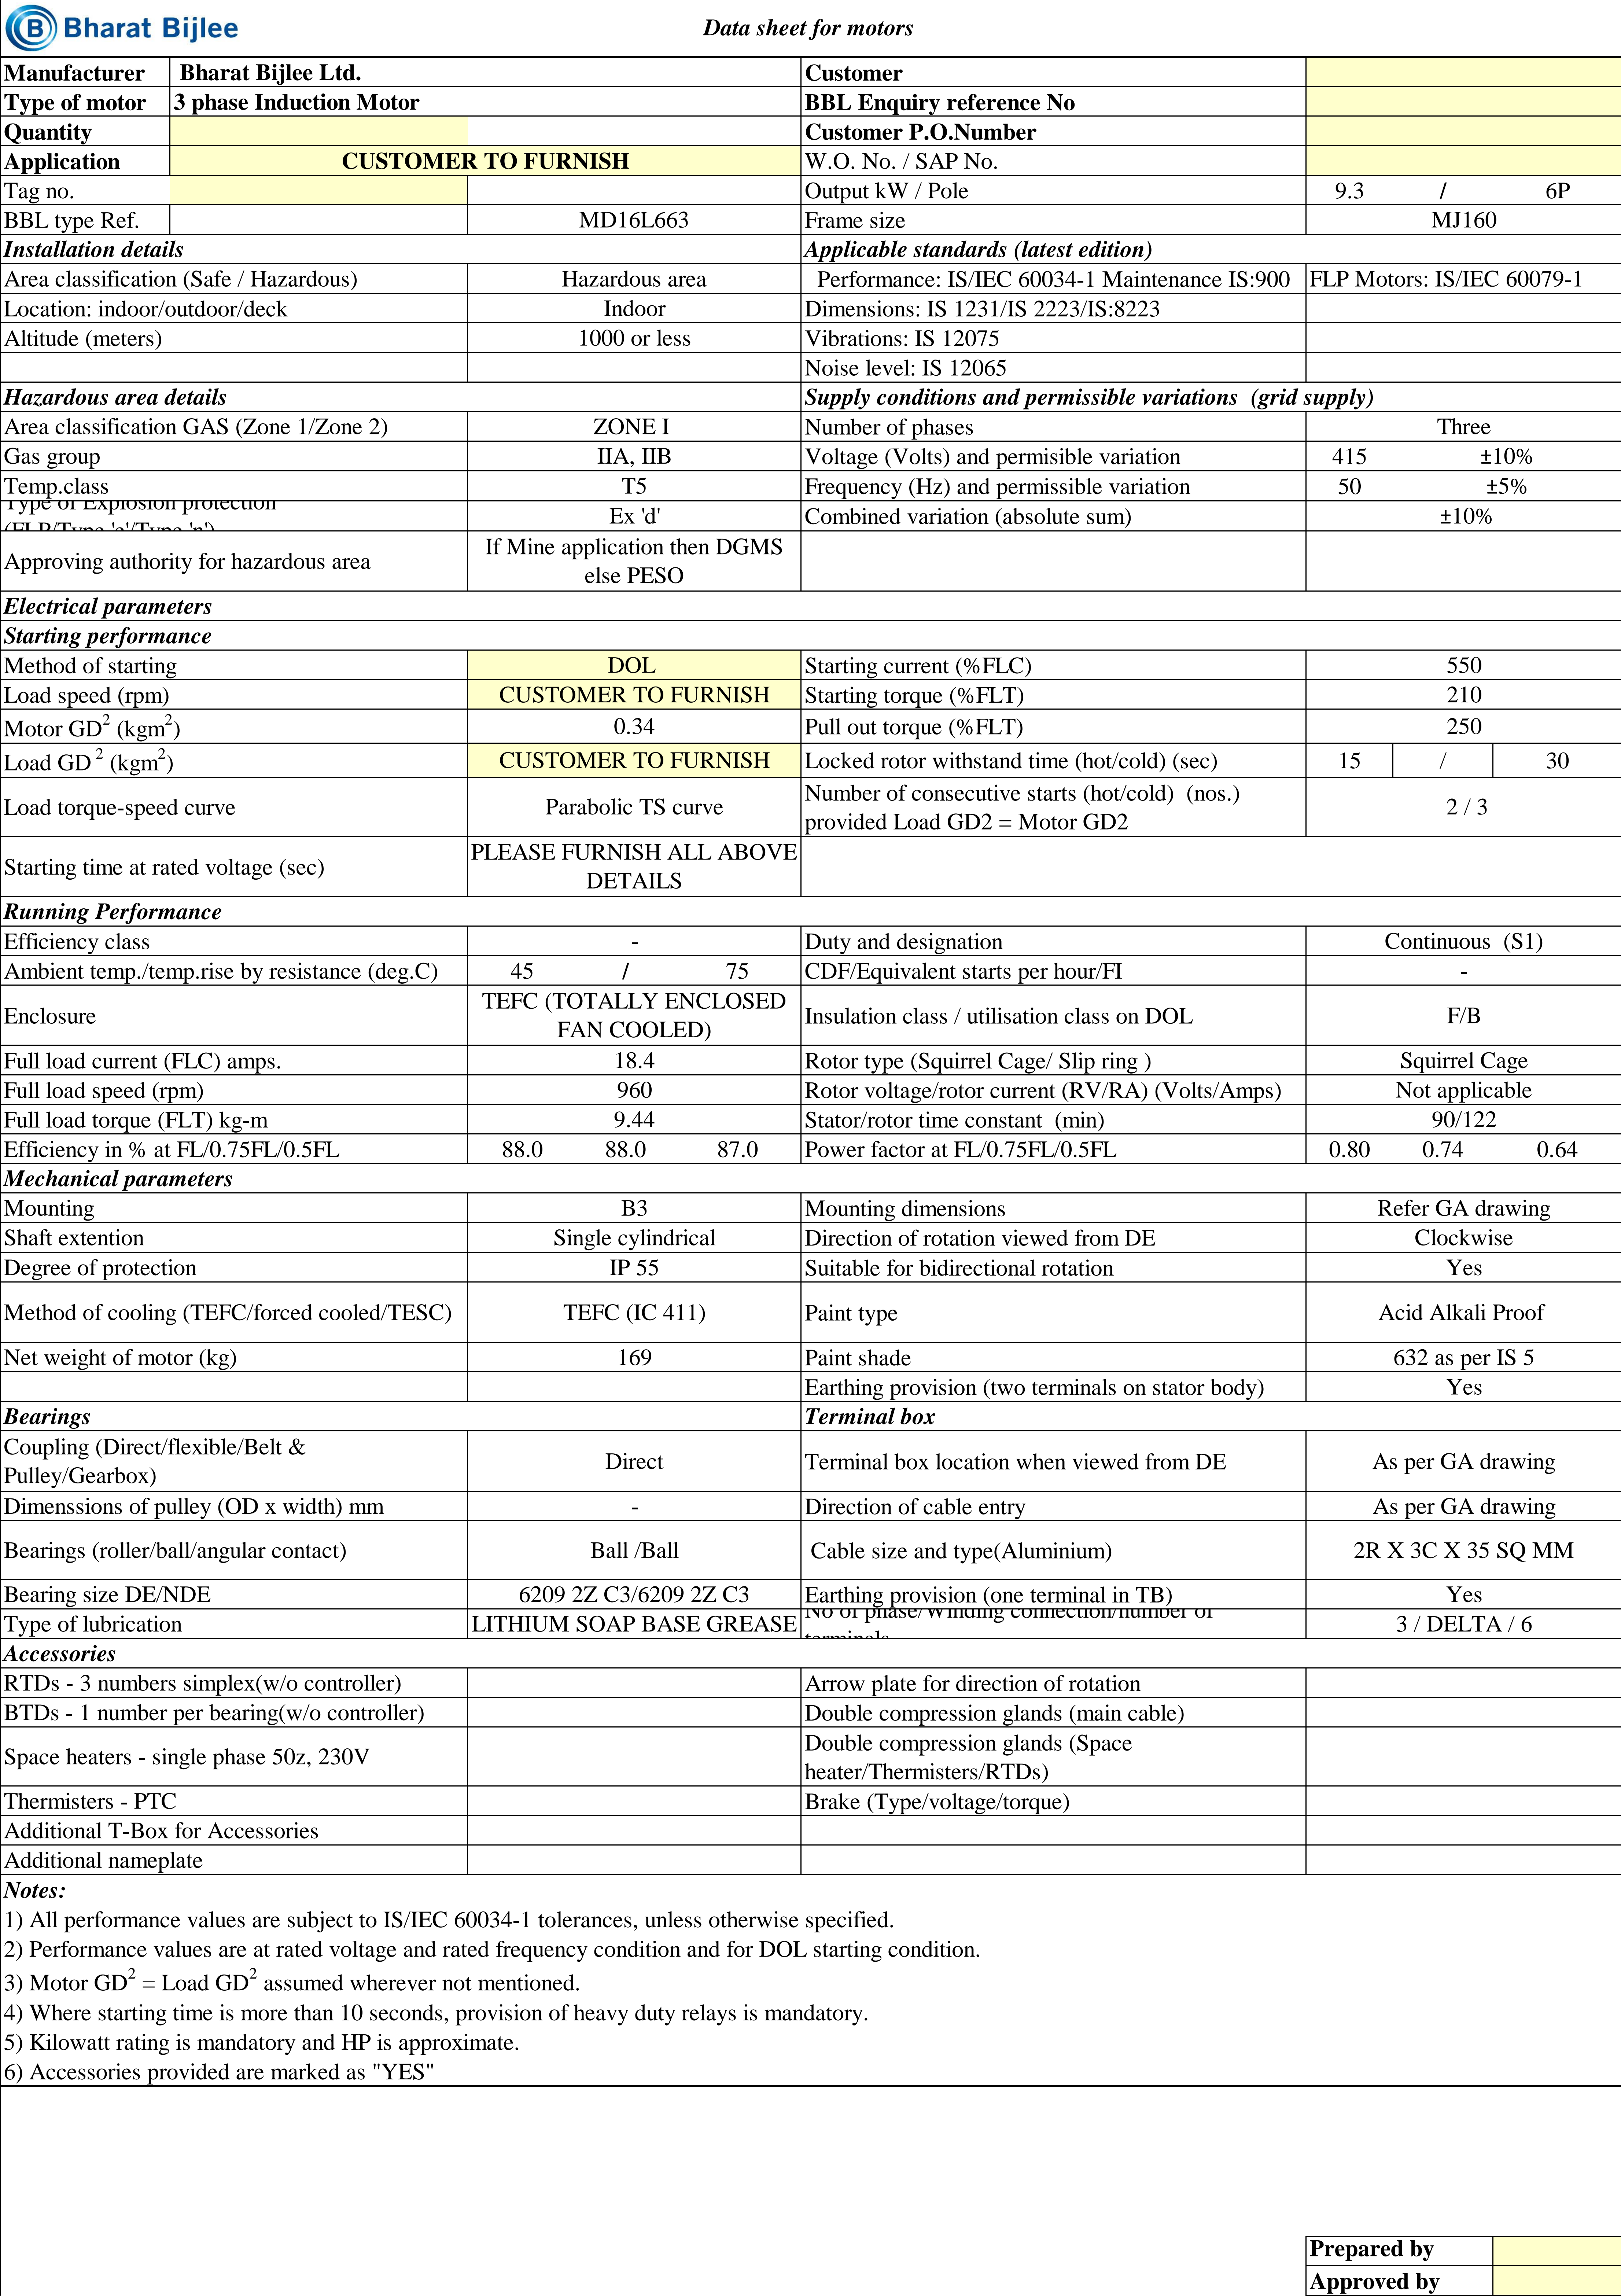 Bharat Bijlee
Data sheet for motors
Manufacturer Bharat Bijlee Ltd. Customer
Type of motor 3 phase Induction Motor BBL Enquiry reference No
Quantity Customer P.O.Number
Application CUSTOMER TO FURNISH W.O. No. / SAP No.
Tag no. Output kW / Pole 9.3 / 6P
BBL type Ref. MD16L663 Frame size MJ160
Installation details Applicable standards (latest edition)
Area classification (Safe / Hazardous) Hazardous area Performance: IS/IEC 60034-1 Maintenance IS:900 FLP Motors: IS/IEC 60079-1
Location: indoor/outdoor/deck Indoor Dimensions: IS 1231/IS 2223/IS:8223
Altitude (meters) 1000 or less Vibrations: IS 12075
Noise level: IS 12065
Hazardous area details Supply conditions and permissible variations (grid supply)
Area classification GAS (Zone 1/Zone 2) ZONE I Number of phases Three
Gas group IIA, IIB Voltage (Volts) and permisible variation 415 ±10%
Temp.class T5 Frequency (Hz) and permissible variation 50 ±5%
Type of Explosion protection
(FLP/Type 'e'/Type 'n') Ex 'd' Combined variation (absolute sum) ±10%
Approving authority for hazardous area If Mine application then DGMS
else PESO
Electrical parameters
Starting performance
Method of starting DOL Starting current (%FLC) 550
Load speed (rpm) CUSTOMER TO FURNISH Starting torque (%FLT) 210
Motor GD2 (kgm2) 0.34 Pull out torque (%FLT) 250
Load GD 2 (kgm2) CUSTOMER TO FURNISH Locked rotor withstand time (hot/cold) (sec) 15 / 30
Load torque-speed curve Parabolic TS curve Number of consecutive starts (hot/cold) (nos.)
provided Load GD2 = Motor GD2 2 / 3
Starting time at rated voltage (sec) PLEASE FURNISH ALL ABOVE
DETAILS
Running Performance
Efficiency class - Duty and designation Continuous (S1)
Ambient temp./temp.rise by resistance (deg.C) 45 / 75 CDF/Equivalent starts per hour/FI -
Enclosure TEFC (TOTALLY ENCLOSED
FAN COOLED) Insulation class / utilisation class on DOL F/B
Full load current (FLC) amps. 18.4 Rotor type (Squirrel Cage/ Slip ring ) Squirrel Cage
Full load speed (rpm) 960 Rotor voltage/rotor current (RV/RA) (Volts/Amps) Not applicable
Full load torque (FLT) kg-m 9.44 Stator/rotor time constant (min) 90/122
Efficiency in % at FL/0.75FL/0.5FL 88.0 88.0 87.0 Power factor at FL/0.75FL/0.5FL 0.80 0.74 0.64
Mechanical parameters
Mounting B3 Mounting dimensions Refer GA drawing
Shaft extention Single cylindrical Direction of rotation viewed from DE Clockwise
Degree of protection IP 55 Suitable for bidirectional rotation Yes
Method of cooling (TEFC/forced cooled/TESC) TEFC (IC 411) Paint type Acid Alkali Proof
Net weight of motor (kg) 169 Paint shade 632 as per IS 5
Earthing provision (two terminals on stator body) Yes
Bearings Terminal box
Coupling (Direct/flexible/Belt &
Pulley/Gearbox) Direct Terminal box location when viewed from DE As per GA drawing
Dimenssions of pulley (OD x width) mm - Direction of cable entry As per GA drawing
Bearings (roller/ball/angular contact) Ball /Ball Cable size and type(Aluminium) 2R X 3C X 35 SQ MM
Bearing size DE/NDE 6209 2Z C3/6209 2Z C3 Earthing provision (one terminal in TB) Yes
Type of lubrication LITHIUM SOAP BASE GREASE No of phase/Winding connection/number of
terminals 3 / DELTA / 6
Accessories
RTDs - 3 numbers simplex(w/o controller) Arrow plate for direction of rotation
BTDs - 1 number per bearing(w/o controller) Double compression glands (main cable)
Space heaters - single phase 50z, 230V Double compression glands (Space
heater/Thermisters/RTDs)
Thermisters - PTC Brake (Type/voltage/torque)
Additional T-Box for Accessories
Additional nameplate
Notes:
1) All performance values are subject to IS/IEC 60034-1 tolerances, unless otherwise specified.
2) Performance values are at rated voltage and rated frequency condition and for DOL starting condition.
3) Motor GD2 = Load GD2 assumed wherever not mentioned.
4) Where starting time is more than 10 seconds, provision of heavy duty relays is mandatory.
5) Kilowatt rating is mandatory and HP is approximate.
6) Accessories provided are marked as "YES"
Prepared by
Approved by